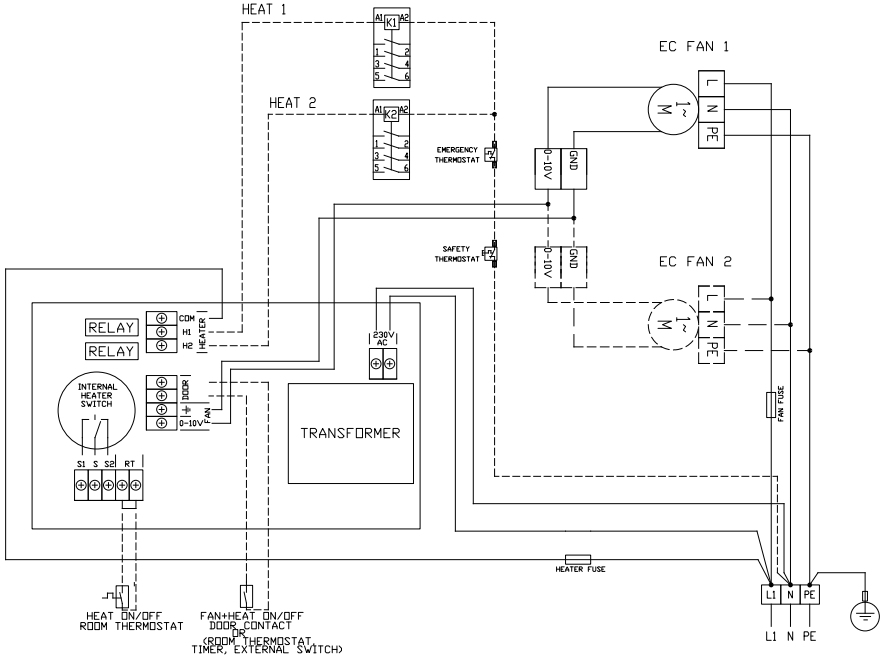 HEAT 1
A1 K1 A2
1 2
3 4
5 6
HEAT 2
A1 K2 A2
1 2
3 4
5 6
EMERGENCY
THERMOSTAT
SAFETY
THERMOSTAT
EC FAN 1
L
N
PE
1~
M
0-10V
GND
EC FAN 2
L
N
PE
1~
M
0-10V
GND
FAN FUSE
RELAY
RELAY
COM
H1
H2
HEATER
DOOR
0-10V
FAN
230V
AC
INTERNAL
HEATER
SWITCH
S1 S S2 RT
TRANSFORMER
HEATER FUSE
HEAT ON/OFF
ROOM THERMOSTAT
FAN+HEAT ON/OFF
DOOR CONTACT
OR
(ROOM THERMOSTAT,
TIMER, EXTERNAL SWITCH)
L1 N PE
L1 N PE